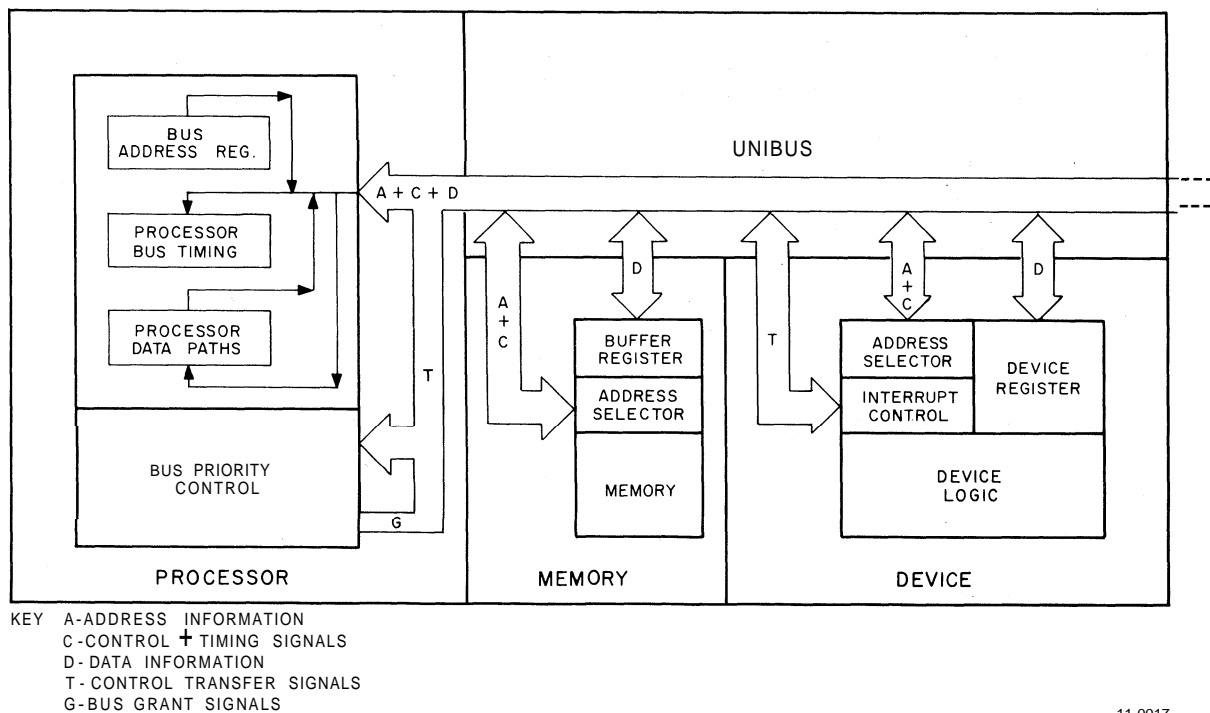 BUS
ADDRESS REG.
PROCESSOR
BUS TIMING
PROCESSOR
DATA PATHS
BUS PRIORITY
CONTROL
A + C + D
T
G
PROCESSOR
UNIBUS
A + C
D
BUFFER
REGISTER
ADDRESS
SELECTOR
MEMORY
MEMORY
T
A + C
D
ADDRESS
SELECTOR
INTERRUPT
CONTROL
DEVICE
REGISTER
DEVICE
LOGIC
DEVICE
KEY A-ADDRESS INFORMATION
C-CONTROL + TIMING SIGNALS
D-DATA INFORMATION
T-CONTROL TRANSFER SIGNALS
G-BUS GRANT SIGNALS